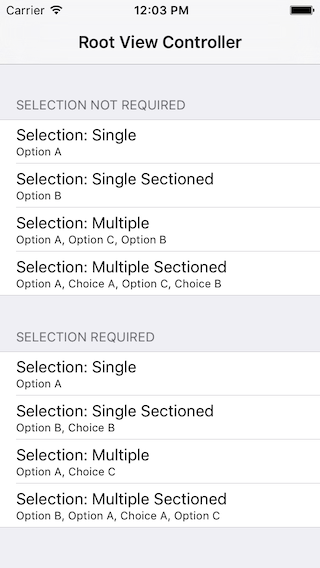 Carrier 12:03 PM
Root View Controller
SELECTION NOT REQUIRED
Selection: Single
Option A
Selection: Single Sectioned
Option B
Selection: Multiple
Option A, Option C, Option B
Selection: Multiple Sectioned
Option A, Choice A, Option C, Choice B
SELECTION REQUIRED
Selection: Single
Option A
Selection: Single Sectioned
Option B, Choice B
Selection: Multiple
Option A, Choice C
Selection: Multiple Sectioned
Option B, Option A, Choice A, Option C